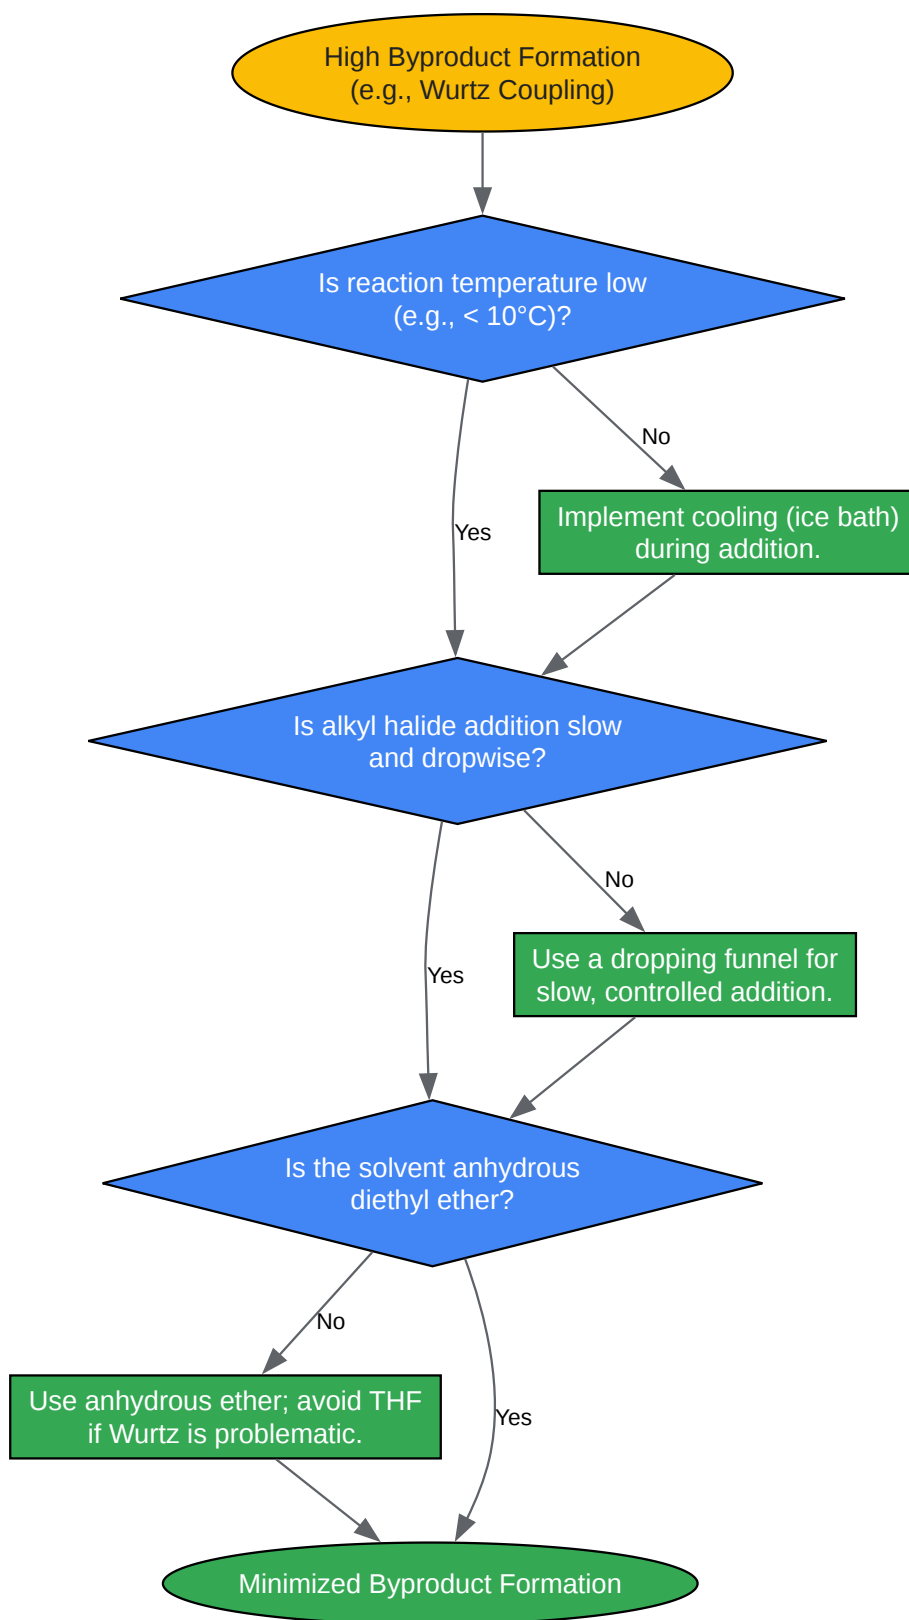 High Byproduct Formation
(e.g., Wurtz Coupling)
Is reaction temperature low
(e.g., < 10°C)?
No
Implement cooling (ice bath)
during addition.
Yes
Is alkyl halide addition slow
and dropwise?
No
Use a dropping funnel for
slow, controlled addition.
Yes
Is the solvent anhydrous
diethyl ether?
No
Use anhydrous ether; avoid THF
if Wurtz is problematic.
Yes
Minimized Byproduct Formation